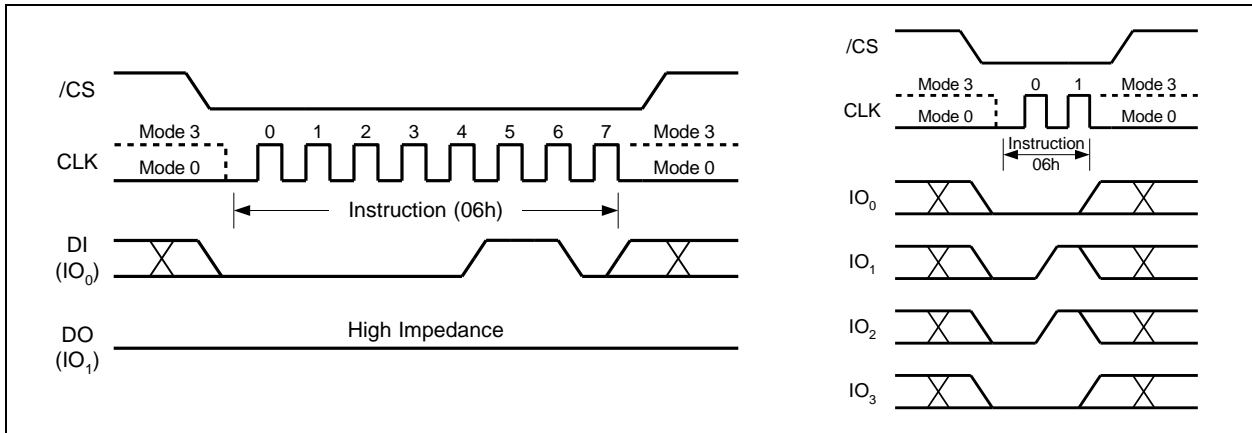 /CS
Mode 3
0 1 2 3 4 5 6 7
Mode 3
CLK
Mode 0
Mode 0
Instruction (06h)
DI
(IO0)
High Impedance
DO
(IO1)
/CS
Mode 3
0 1
Mode 3
CLK
Mode 0
Mode 0
Instruction
06h
IO0
IO1
IO2
IO3